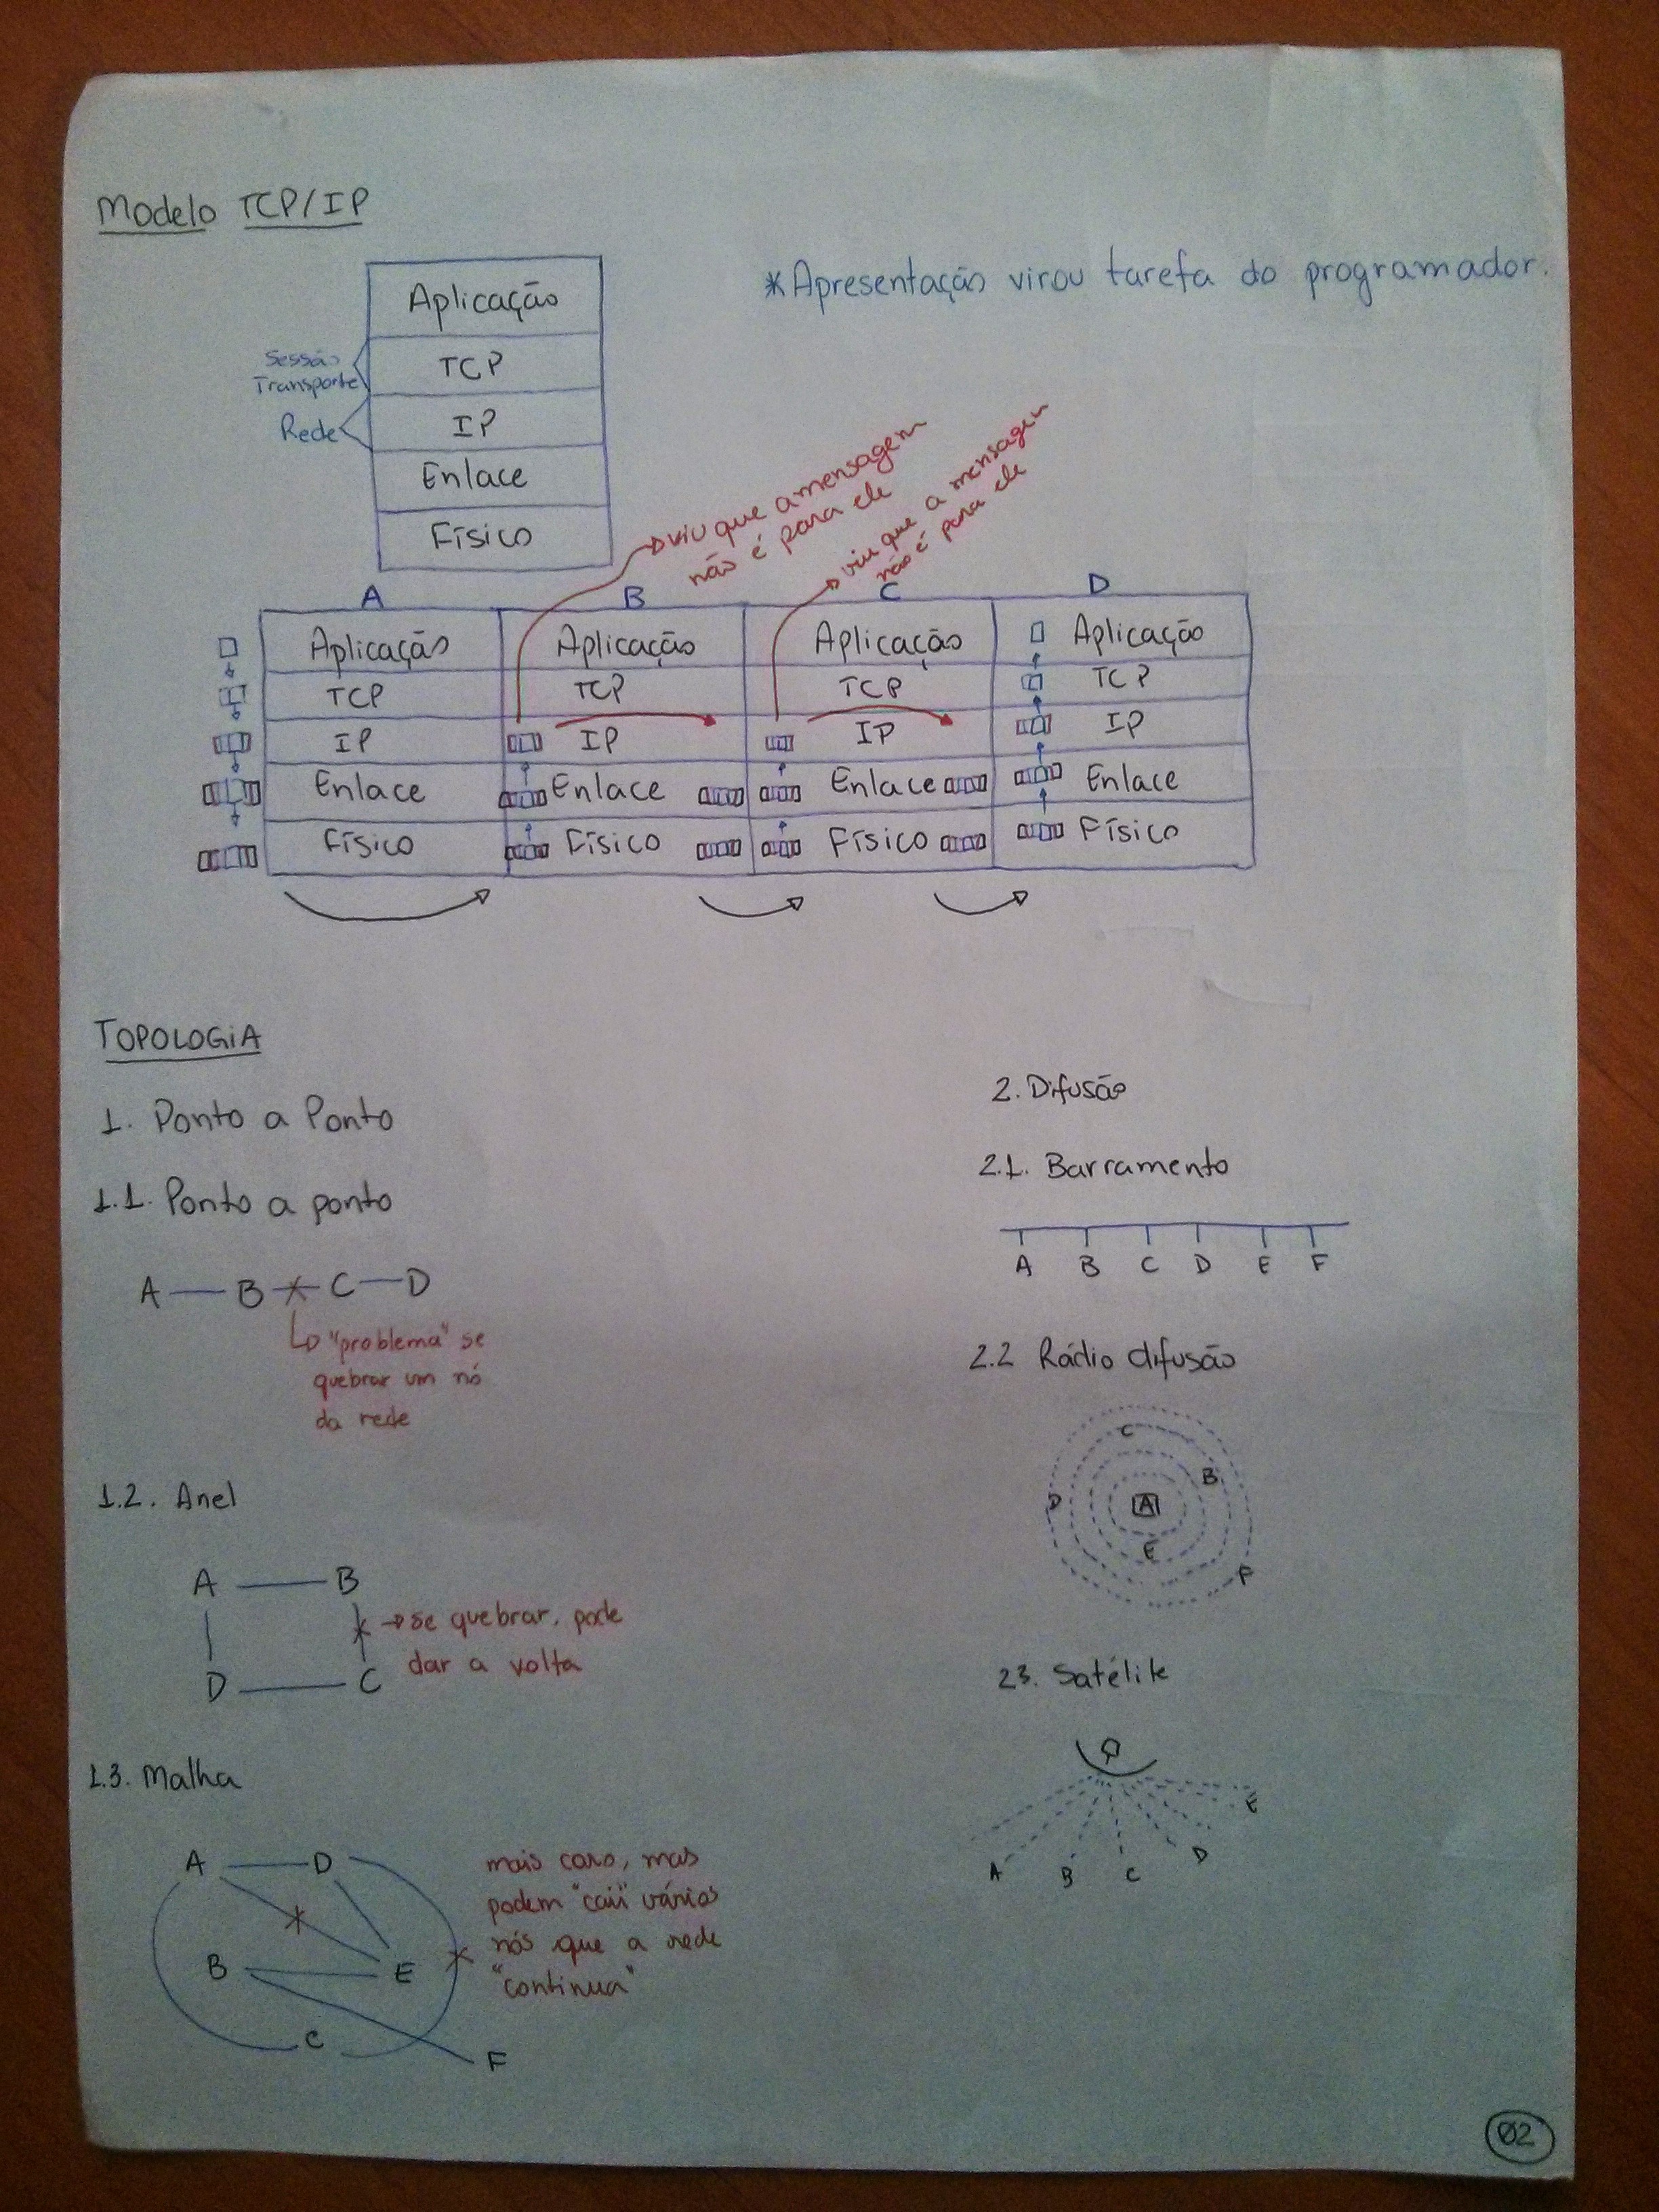 Modelo TCP/IP
Aplicação
*Apresentação virou tarefa do programador.
Sessão
Transporte
TCP
Rede
IP
Enlace
Físico
viu que a mensagem
não é para ele
viu que a mensagem
não é para ele
A B C D
Aplicação Aplicação Aplicação Aplicação
TCP TCP TCP TCP
IP IP IP IP
Enlace Enlace Enlace Enlace
Físico Físico Físico Físico
TOPOLOGIA
1. Ponto a Ponto
1.1. Ponto a ponto
A B C D
"problema" se
quebrar um nó
da rede
1.2. Anel
A B
se quebrar, pode
dar a volta
D C
1.3. Malha
A D
B E
C
F
mais caro, mas
podem "cair" vários
nós que a rede
"continua"
2. Difusão
2.1. Barramento
A B C D E F
2.2 Rádio difusão
C
B
D A
E
F
23. Satélite
E
A B C D
02